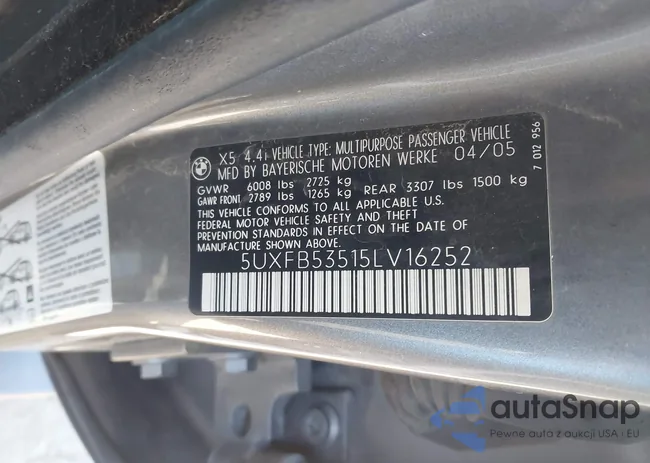 X5 4.4i VEHICLE TYPE: MULTIPURPOSE PASSENGER VEHICLE
MFD BY BAYERISCHE MOTOREN WERKE 04/05
GVWR 6008 lbs 2725 kg
GAWR FRONT 2789 lbs 1265 kg REAR 3307 lbs 1500 kg
THIS VEHICLE CONFORMS TO ALL APPLICABLE U.S.
FEDERAL MOTOR VEHICLE SAFETY AND THEFT
PREVENTION STANDARDS IN EFFECT ON THE DATE OF
MANUFACTURE SHOWN ABOVE.
5UXFB53515LV16252
7 012 956
autaSnap
Pewne auto z aukcji USA i EU